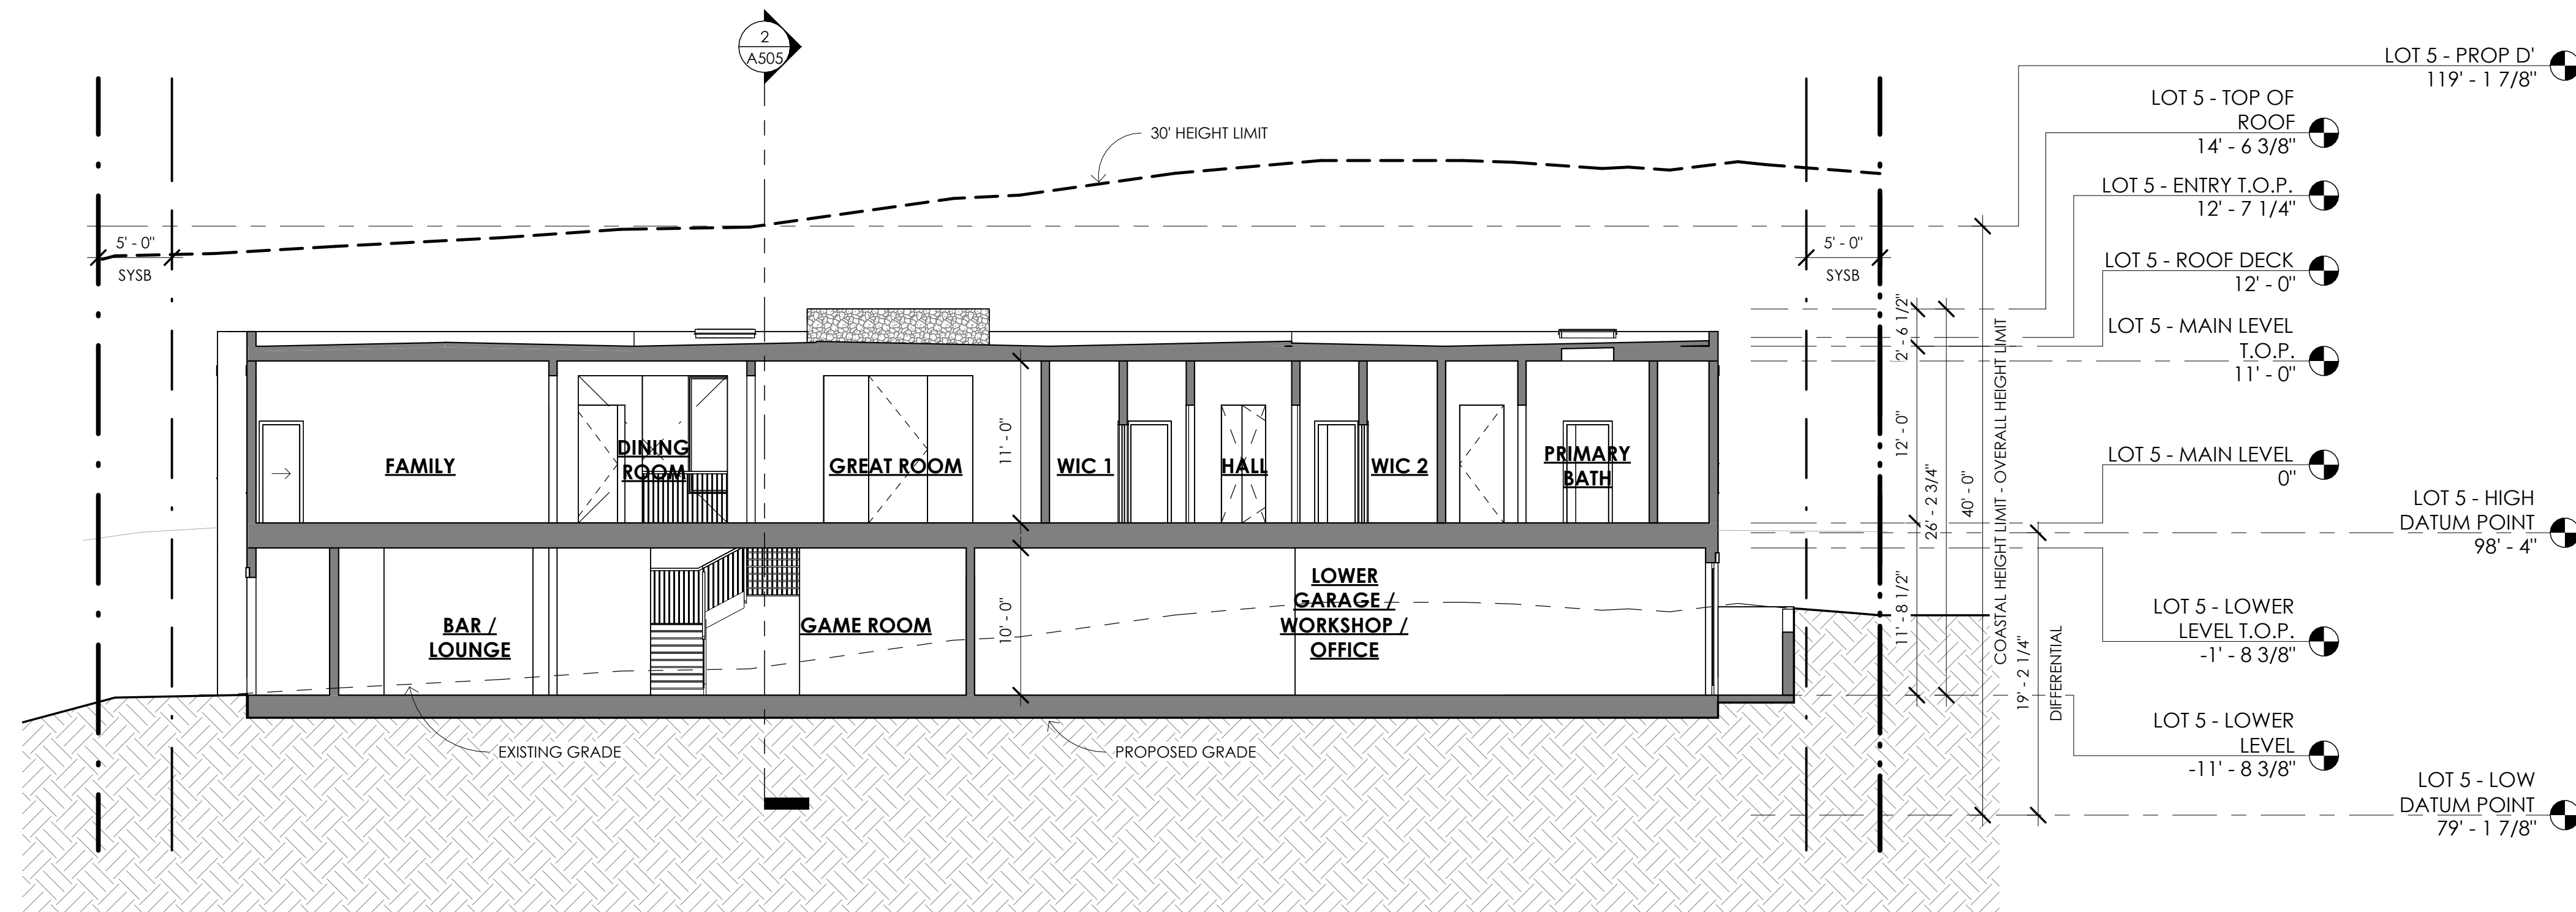 2
A505
LOT 5 - PROP D'
119' - 1 7/8"
LOT 5 - TOP OF
ROOF
14' - 6 3/8"
30' HEIGHT LIMIT
LOT 5 - ENTRY T.O.P.
12' - 7 1/4"
5' - 0"
SYSB
5' - 0"
SYSB
LOT 5 - ROOF DECK
12' - 0"
LOT 5 - MAIN LEVEL
T.O.P.
11' - 0"
2' - 6 1/2"
12' - 0"
11' - 8 1/2"
26' - 2 3/4"
40' - 0"
COASTAL HEIGHT LIMIT - OVERALL HEIGHT LIMIT
19' - 2 1/4"
DIFFERENTIAL
FAMILY
DINING
ROOM
GREAT ROOM
11' - 0"
WIC 1
HALL
WIC 2
PRIMARY
BATH
LOT 5 - MAIN LEVEL
0"
LOT 5 - HIGH
DATUM POINT
98' - 4"
BAR /
LOUNGE
GAME ROOM
10' - 0"
LOWER
GARAGE /
WORKSHOP /
OFFICE
LOT 5 - LOWER
LEVEL T.O.P.
-1' - 8 3/8"
EXISTING GRADE
PROPOSED GRADE
LOT 5 - LOWER
LEVEL
-11' - 8 3/8"
LOT 5 - LOW
DATUM POINT
79' - 1 7/8"